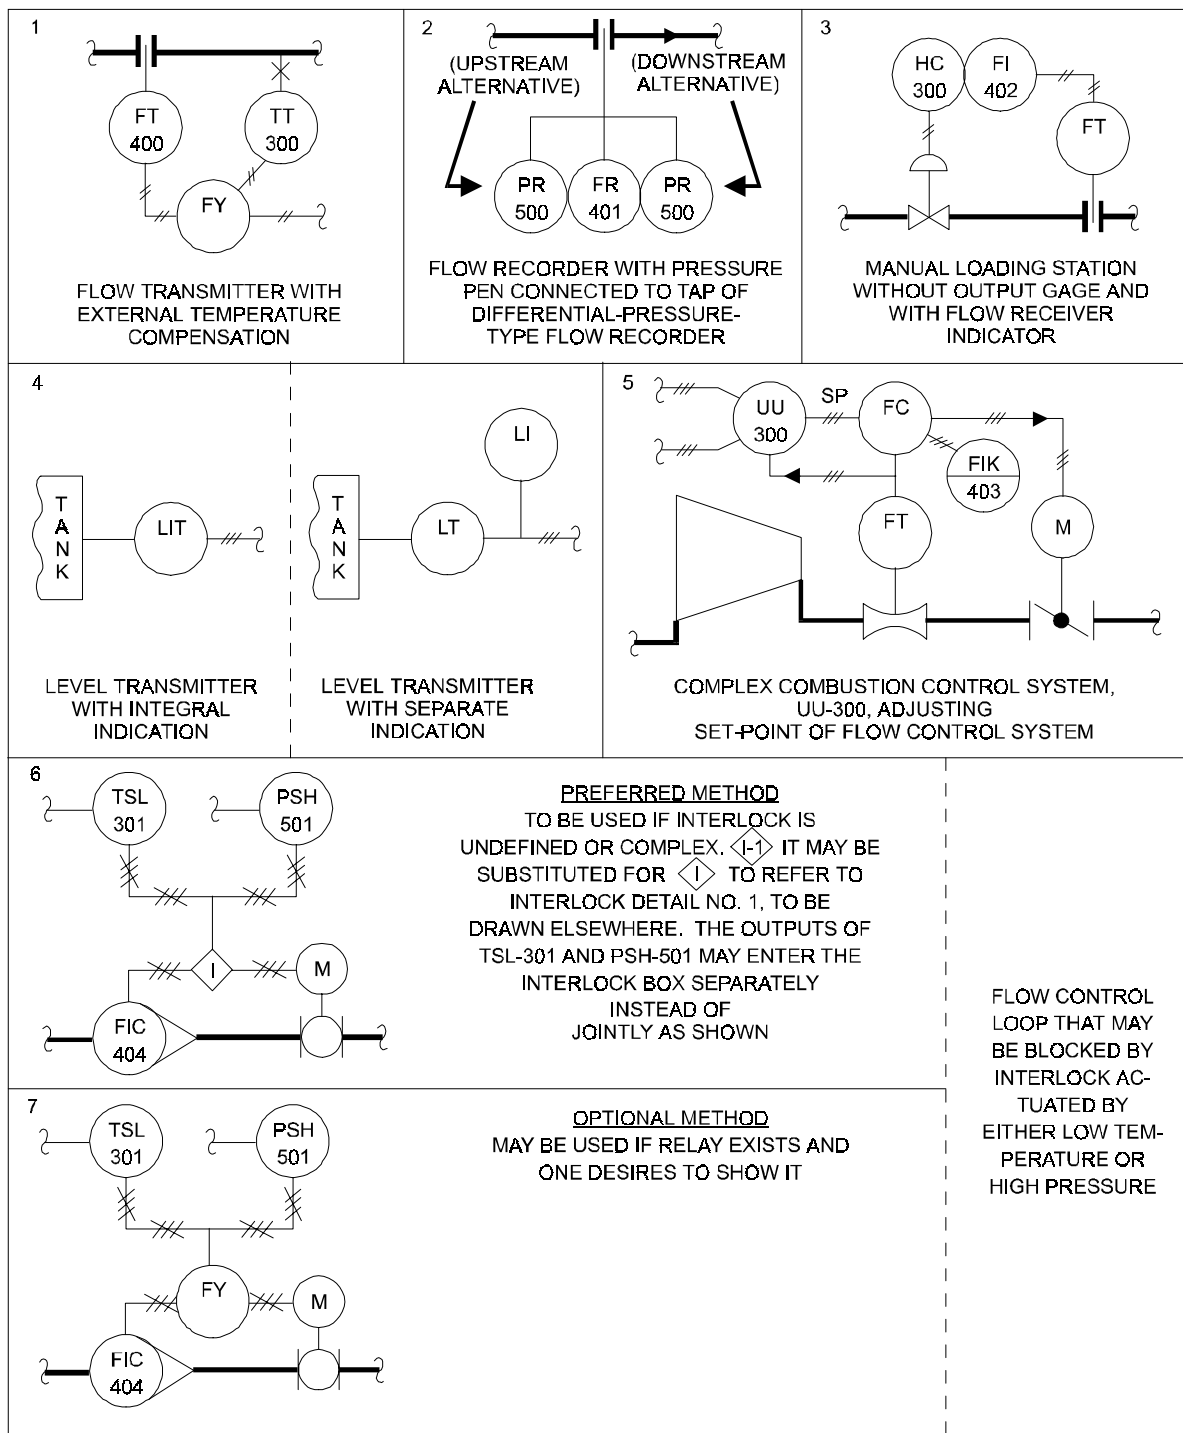 1
FT
400
TT
300
FY
FLOW TRANSMITTER WITH
EXTERNAL TEMPERATURE
COMPENSATION
2
(UPSTREAM
ALTERNATIVE)
(DOWNSTREAM
ALTERNATIVE)
PR
500
FR
401
PR
500
FLOW RECORDER WITH PRESSURE
PEN CONNECTED TO TAP OF
DIFFERENTIAL-PRESSURE-
TYPE FLOW RECORDER
3
HC
300
FI
402
FT
MANUAL LOADING STATION
WITHOUT OUTPUT GAGE AND
WITH FLOW RECEIVER
INDICATOR
4
TANK
LIT
LEVEL TRANSMITTER
WITH INTEGRAL
INDICATION
TANK
LT
LI
LEVEL TRANSMITTER
WITH SEPARATE
INDICATION
5
UU
300
SP
FC
FIK
403
FT
M
COMPLEX COMBUSTION CONTROL SYSTEM,
UU-300, ADJUSTING
SET-POINT OF FLOW CONTROL SYSTEM
6
TSL
301
PSH
501
I
M
FIC
404
PREFERRED METHOD
TO BE USED IF INTERLOCK IS
UNDEFINED OR COMPLEX. I-1 IT MAY BE
SUBSTITUTED FOR I TO REFER TO
INTERLOCK DETAIL NO. 1, TO BE
DRAWN ELSEWHERE. THE OUTPUTS OF
TSL-301 AND PSH-501 MAY ENTER THE
INTERLOCK BOX SEPARATELY
INSTEAD OF
JOINTLY AS SHOWN
7
TSL
301
PSH
501
FY
M
FIC
404
OPTIONAL METHOD
MAY BE USED IF RELAY EXISTS AND
ONE DESIRES TO SHOW IT
FLOW CONTROL
LOOP THAT MAY
BE BLOCKED BY
INTERLOCK AC-
TUATED BY
EITHER LOW TEM-
PERATURE OR
HIGH PRESSURE